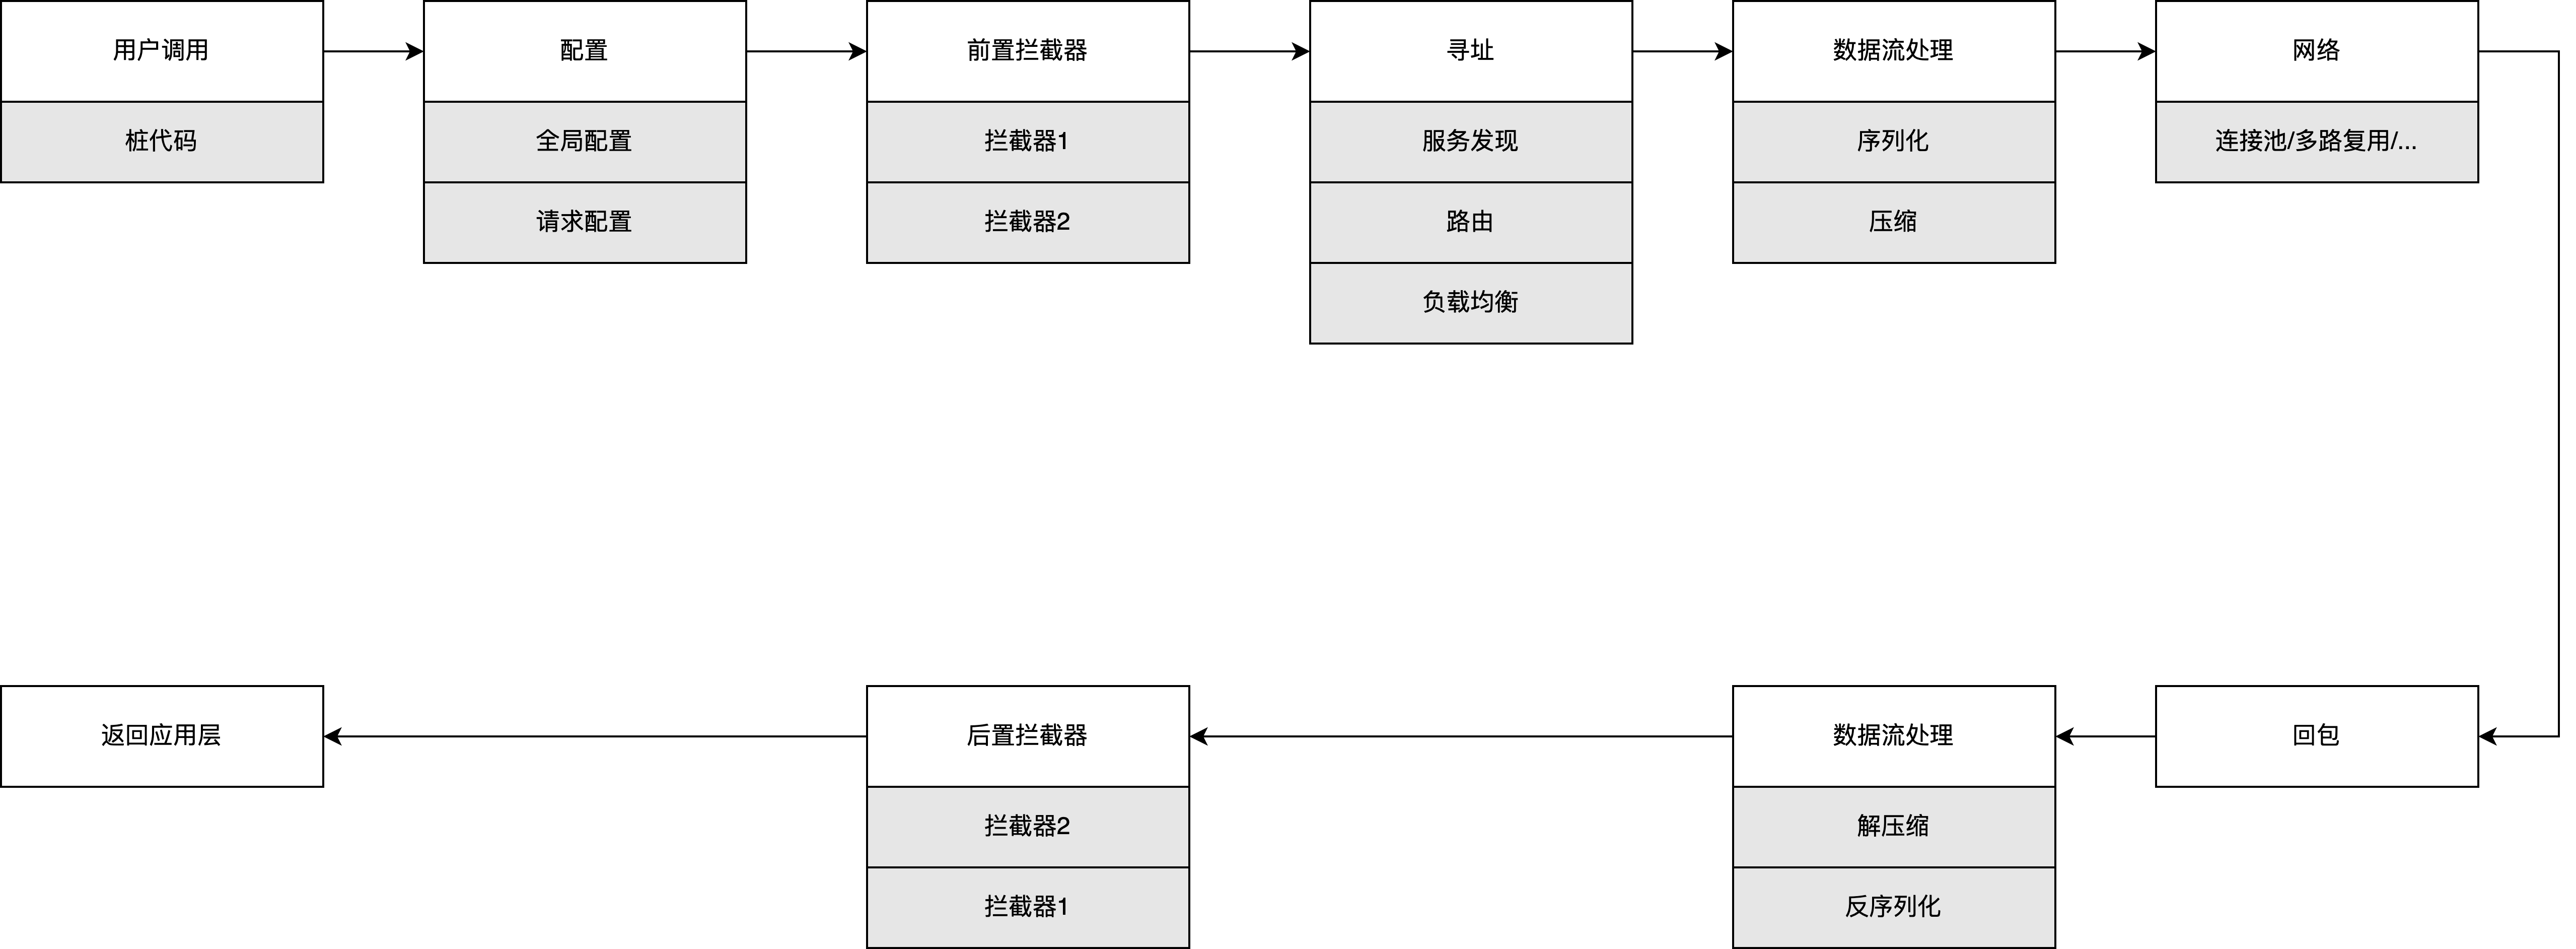 用户调用
桩代码
配置
全局配置
请求配置
前置拦截器
拦截器1
拦截器2
寻址
服务发现
路由
负载均衡
数据流处理
序列化
压缩
网络
连接池/多路复用/...
返回应用层
后置拦截器
拦截器2
拦截器1
数据流处理
解压缩
反序列化
回包